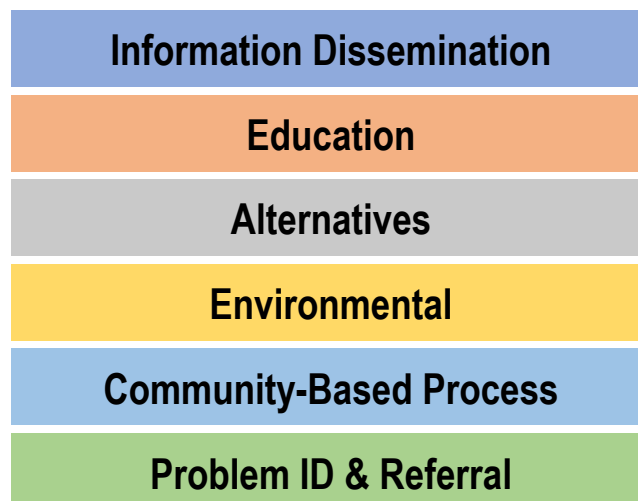 Information Dissemination
Education
Alternatives
Environmental
Community-Based Process
Problem ID & Referral